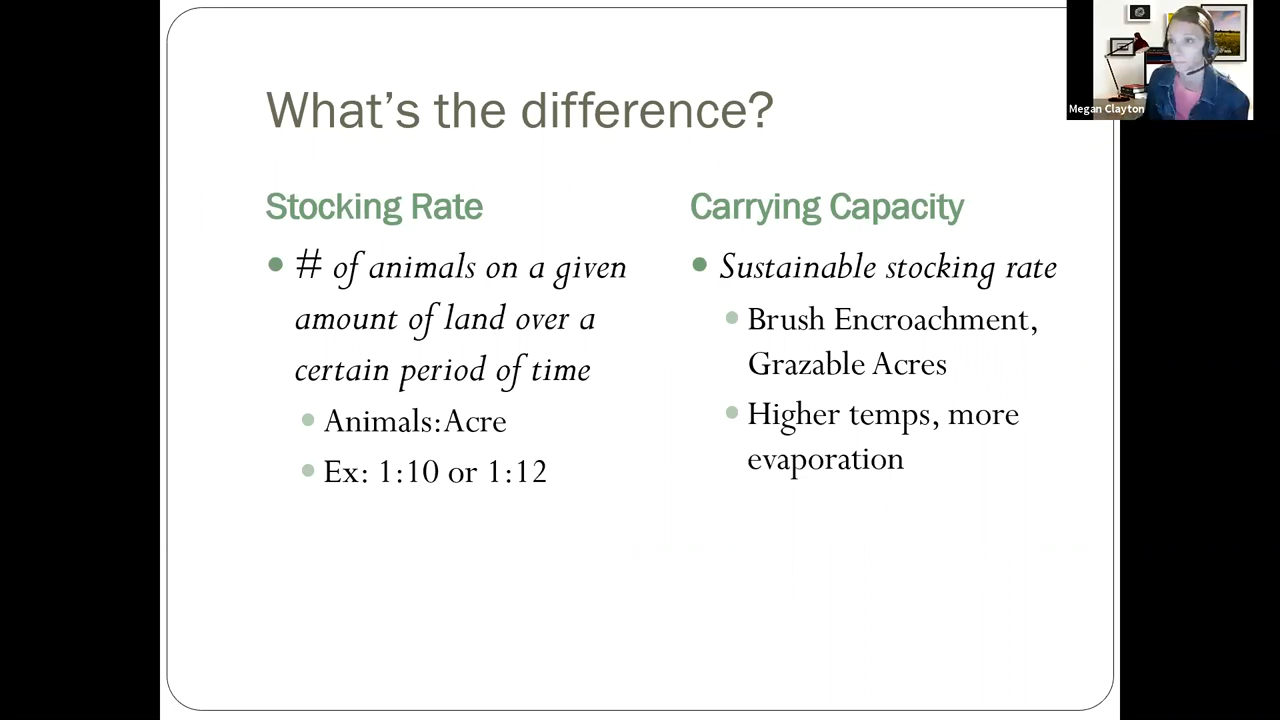 What's the difference?
Megan Clayton
Stocking Rate
# of animals on a given
amount of land over a
certain period of time
Animals:Acre
Ex: 1:10 or 1:12
Carrying Capacity
Sustainable stocking rate
Brush Encroachment,
Grazable Acres
Higher temps, more
evaporation